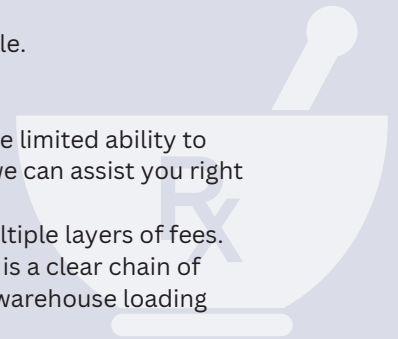 le.
e limited ability to
we can assist you right
ltiple layers of fees.
is a clear chain of
warehouse loading
Rx